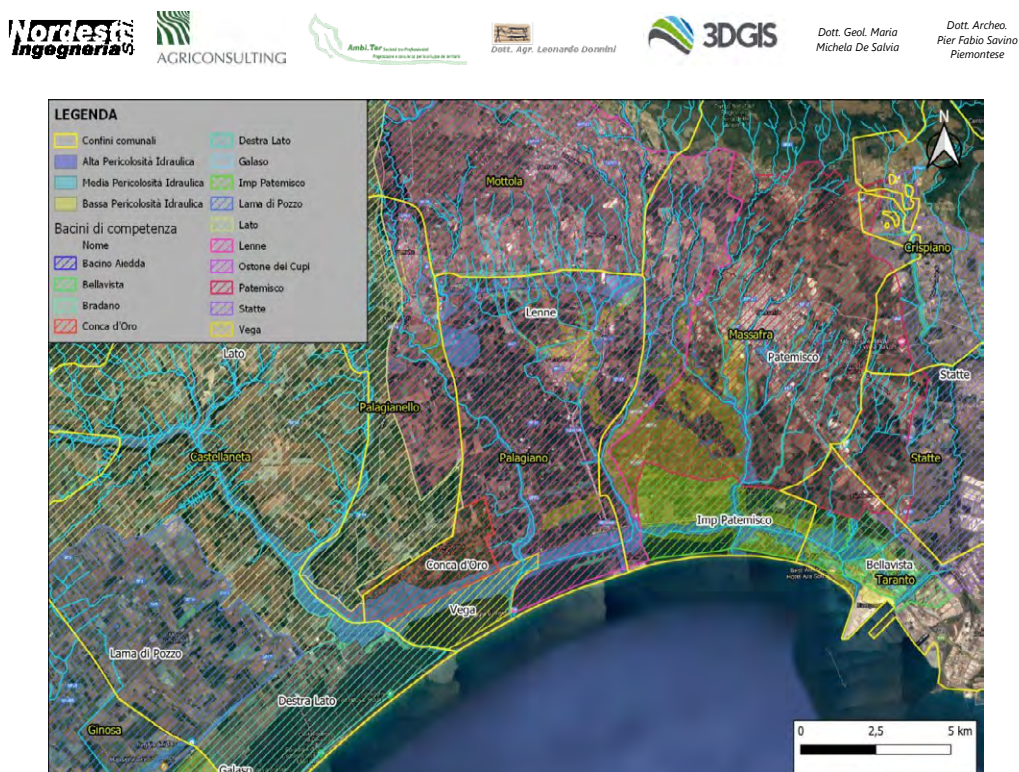 Nordest
Ingegneria SRL
AGRICONSULTING
Ambi.Ter
Dott. Agr. Leonardo Donnini
3DGIS
Dott. Geol. Maria
Michela De Salvia
Dott. Archeo.
Pier Fabio Savino
Piemontese
LEGENDA
Confini comunali
Alta Pericolosità Idraulica
Media Pericolosità Idraulica
Bassa Pericolosità Idraulica
Bacini di competenza
Nome
Bacino Aiedda
Bellavista
Bradano
Conca d'Oro
Destra Lato
Galaso
Imp Patemisco
Lama di Pozzo
Lato
Lenne
Ostone dei Cupi
Patemisco
Statte
Vega
N
Mottola
Crispiano
Lenne
Massafra
Patemisco
Lato
Statte
Palagianello
Castellaneta
Palagiano
Statte
Imp Patemisco
Conca d'Oro
Bellavista
Taranto
Vega
Lama di Pozzo
Destra Lato
Ginosa
Galaso
0 2,5 5 km